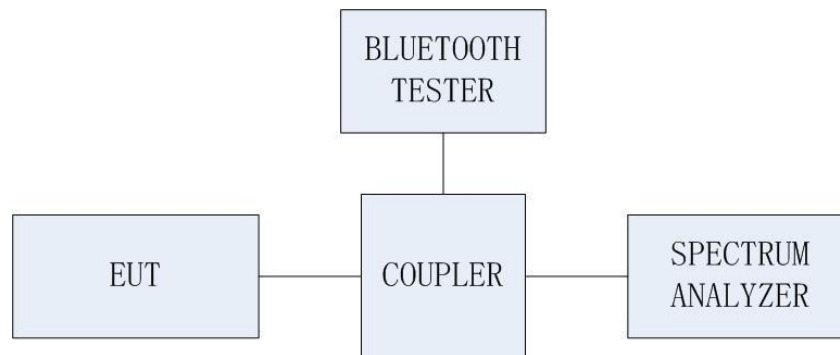 BLUETOOTH
TESTER
EUT
COUPLER
SPECTRUM
ANALYZER